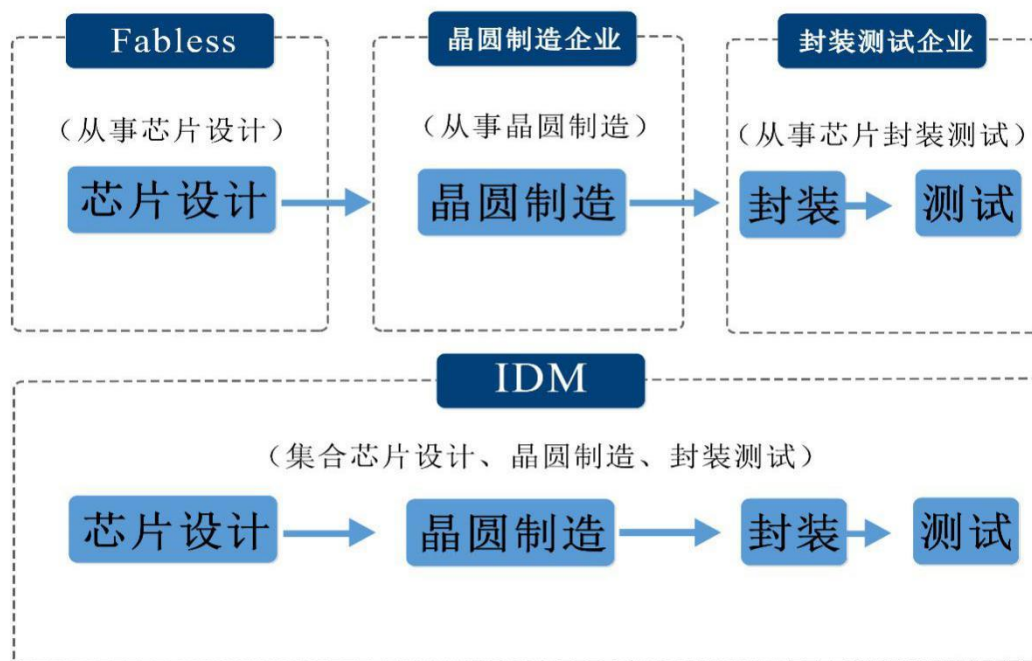 Fabless
晶圆制造企业
封装测试企业
（从事芯片设计）
（从事晶圆制造）
（从事芯片封装测试）
芯片设计
晶圆制造
封装
测试
IDM
（集合芯片设计、晶圆制造、封装测试）
芯片设计
晶圆制造
封装
测试